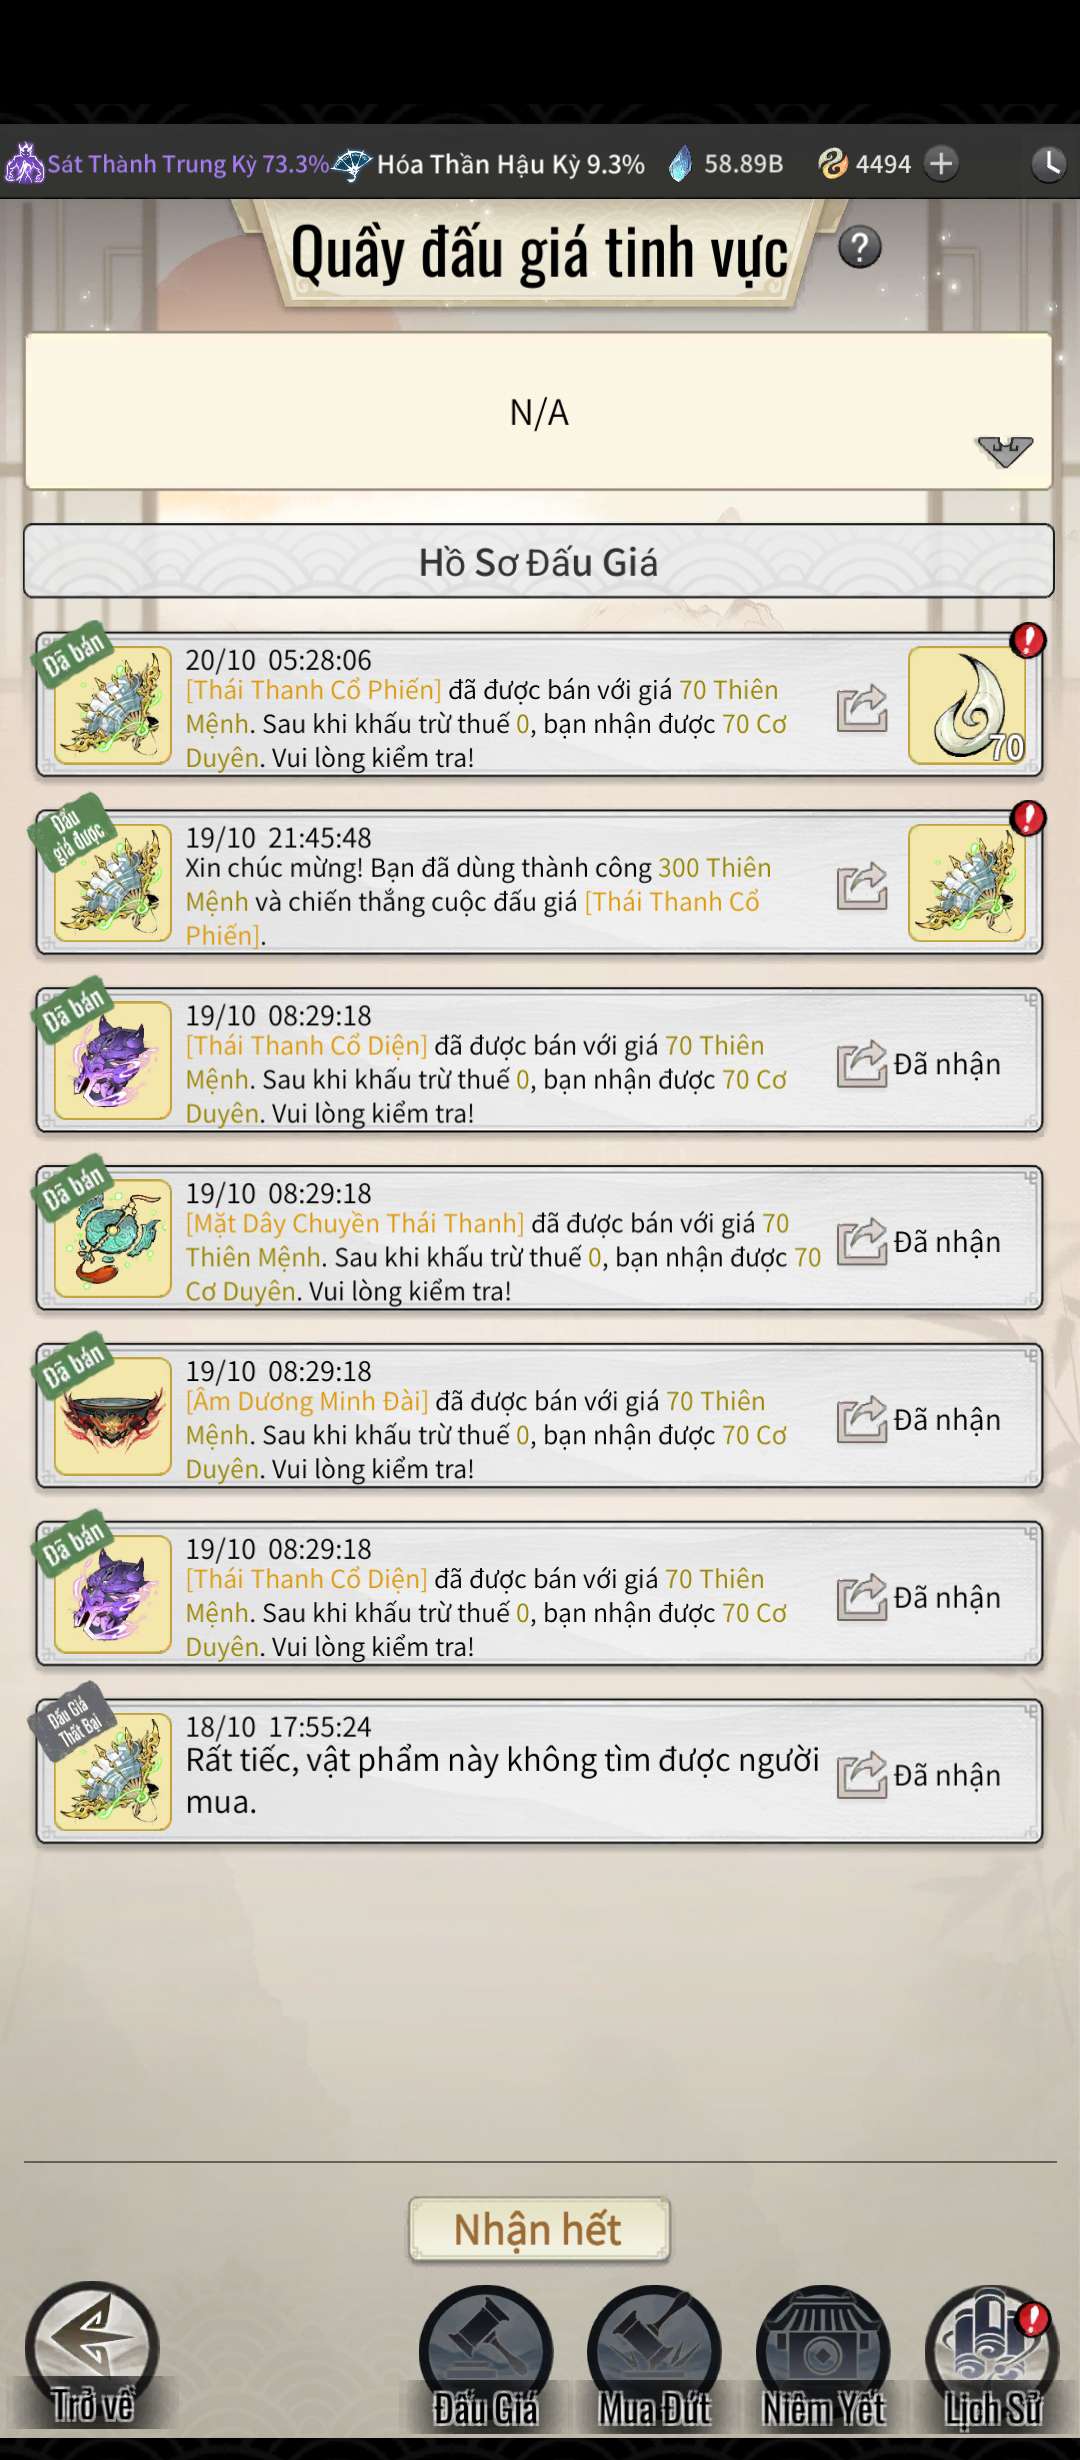 Sát Thành Trung Kỳ 73.3% Hóa Thần Hậu Kỳ 9.3% 58.89B 4494
Quầy đấu giá tinh vực ?
N/A
Hồ Sơ Đấu Giá
Đã bán
20/10 05:28:06
[Thái Thanh Cổ Phiến] đã được bán với giá 70 Thiên
Mệnh. Sau khi khấu trừ thuế 0, bạn nhận được 70 Cơ
Duyên. Vui lòng kiểm tra!
70
Đấu
giá được
19/10 21:45:48
Xin chúc mừng! Bạn đã dùng thành công 300 Thiên
Mệnh và chiến thắng cuộc đấu giá [Thái Thanh Cổ
Phiến].
Đã bán
19/10 08:29:18
[Thái Thanh Cổ Diện] đã được bán với giá 70 Thiên
Mệnh. Sau khi khấu trừ thuế 0, bạn nhận được 70 Cơ
Duyên. Vui lòng kiểm tra!
Đã nhận
Đã bán
19/10 08:29:18
[Mặt Dây Chuyền Thái Thanh] đã được bán với giá 70
Thiên Mệnh. Sau khi khấu trừ thuế 0, bạn nhận được 70
Cơ Duyên. Vui lòng kiểm tra!
Đã nhận
Đã bán
19/10 08:29:18
[Âm Dương Minh Đài] đã được bán với giá 70 Thiên
Mệnh. Sau khi khấu trừ thuế 0, bạn nhận được 70 Cơ
Duyên. Vui lòng kiểm tra!
Đã nhận
Đã bán
19/10 08:29:18
[Thái Thanh Cổ Diện] đã được bán với giá 70 Thiên
Mệnh. Sau khi khấu trừ thuế 0, bạn nhận được 70 Cơ
Duyên. Vui lòng kiểm tra!
Đã nhận
Đấu Giá
Thất Bại
18/10 17:55:24
Rất tiếc, vật phẩm này không tìm được người
mua.
Đã nhận
Nhận hết
Trở về Đấu Giá Mua Đứt Niêm Yết Lịch Sử